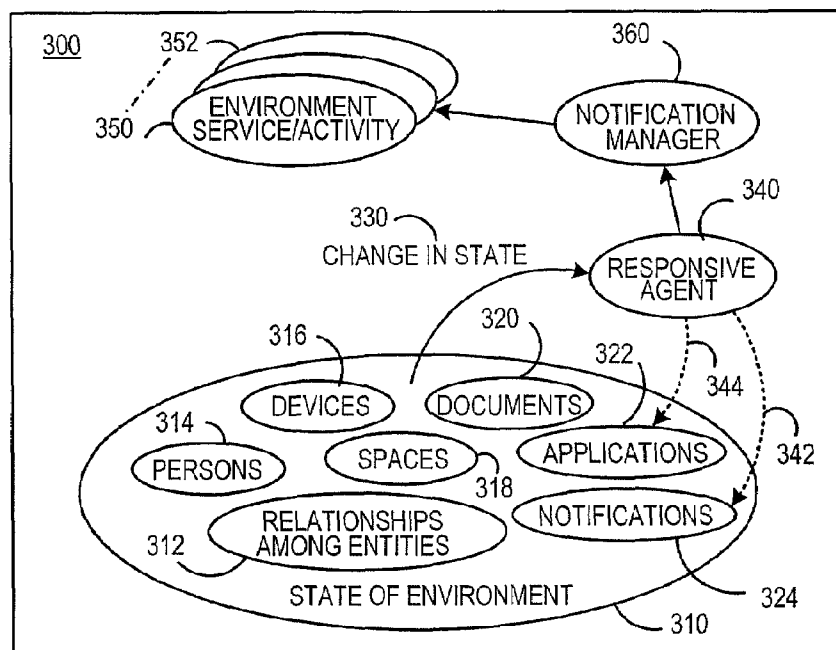 300
352
360
350
ENVIRONMENT
SERVICE/ACTIVITY
NOTIFICATION
MANAGER
330
CHANGE IN STATE
340
RESPONSIVE
AGENT
316
320
322
344
DEVICES
DOCUMENTS
314
342
PERSONS
SPACES
318
APPLICATIONS
312
RELATIONSHIPS
AMONG ENTITIES
NOTIFICATIONS
STATE OF ENVIRONMENT
324
310